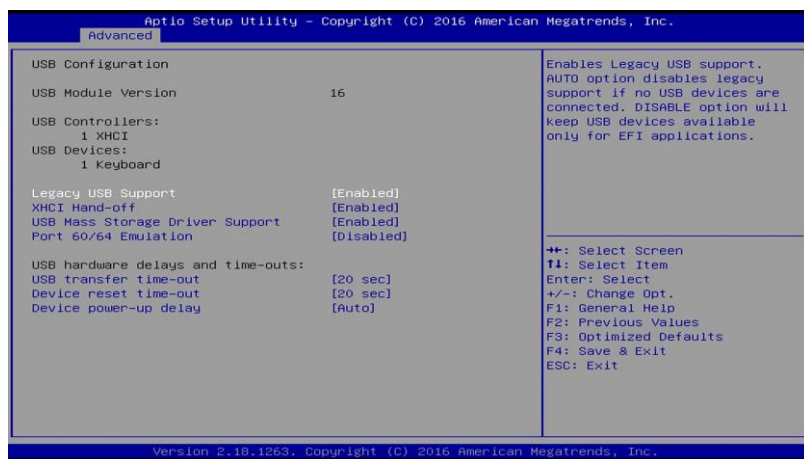 Aptio Setup Utility – Copyright (C) 2016 American Megatrends, Inc.
Advanced
USB Configuration
USB Module Version 16
USB Controllers:
1 XHCI
USB Devices:
1 Keyboard
Legacy USB Support [Enabled]
XHCI Hand-off [Enabled]
USB Mass Storage Driver Support [Enabled]
Port 60/64 Emulation [Disabled]
USB hardware delays and time-outs:
USB transfer time-out [20 sec]
Device reset time-out [20 sec]
Device power-up delay [Auto]
Enables Legacy USB support.
AUTO option disables legacy
support if no USB devices are
connected. DISABLE option will
keep USB devices available
only for EFI applications.
→←: Select Screen
↑↓: Select Item
Enter: Select
+/-: Change Opt.
F1: General Help
F2: Previous Values
F3: Optimized Defaults
F4: Save & Exit
ESC: Exit
Version 2.18.1263. Copyright (C) 2016 American Megatrends, Inc.